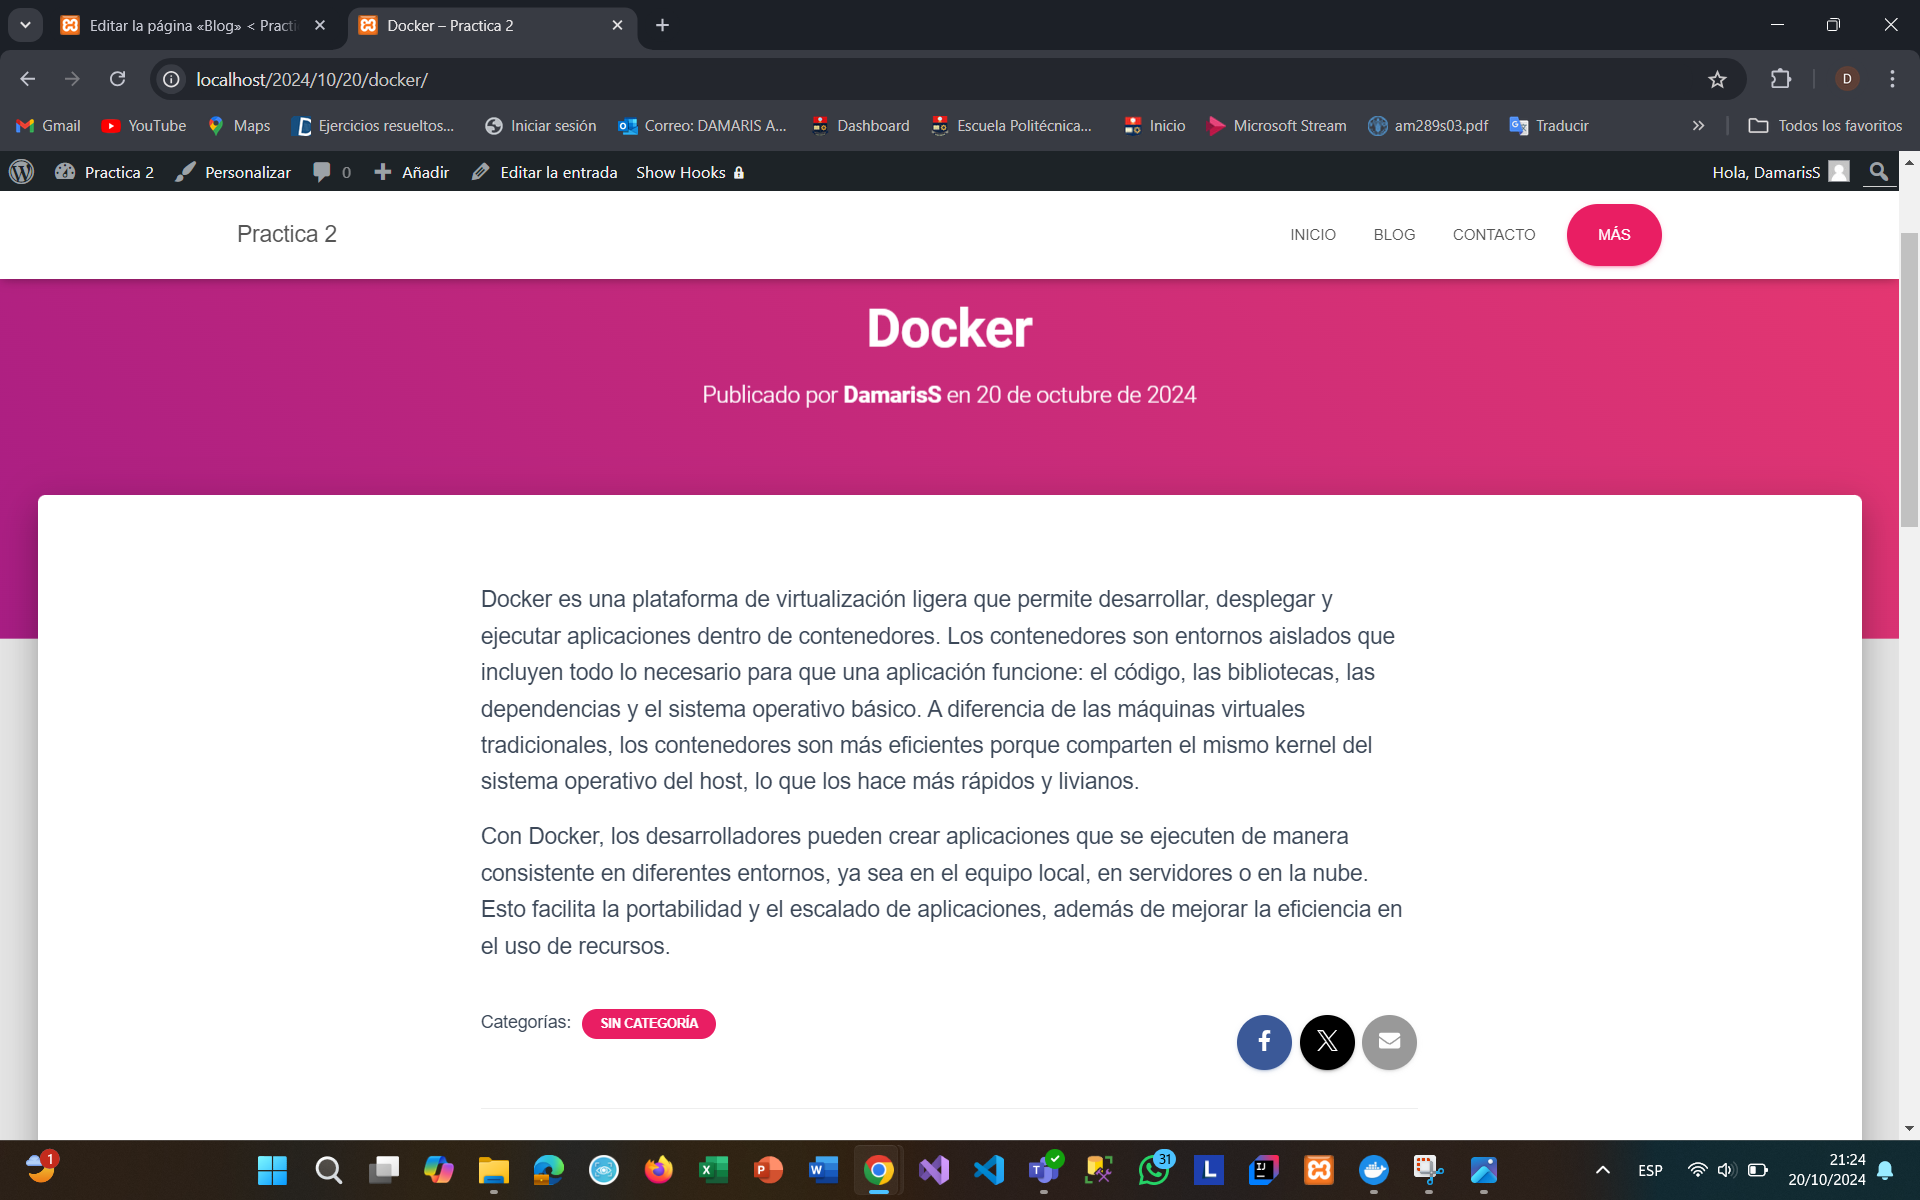 Editar la página «Blog» < Practi
Docker – Practica 2
localhost/2024/10/20/docker/
D
Gmail
YouTube
Maps
Ejercicios resueltos...
Iniciar sesión
Correo: DAMARIS A...
Dashboard
Escuela Politécnica...
Inicio
Microsoft Stream
am289s03.pdf
Traducir
Todos los favoritos
Practica 2
Personalizar
0
Añadir
Editar la entrada
Show Hooks
Hola, DamarisS
Practica 2
INICIO
BLOG
CONTACTO
MÁS
Docker
Publicado por DamarisS en 20 de octubre de 2024
Docker es una plataforma de virtualización ligera que permite desarrollar, desplegar y
ejecutar aplicaciones dentro de contenedores. Los contenedores son entornos aislados que
incluyen todo lo necesario para que una aplicación funcione: el código, las bibliotecas, las
dependencias y el sistema operativo básico. A diferencia de las máquinas virtuales
tradicionales, los contenedores son más eficientes porque comparten el mismo kernel del
sistema operativo del host, lo que los hace más rápidos y livianos.
Con Docker, los desarrolladores pueden crear aplicaciones que se ejecuten de manera
consistente en diferentes entornos, ya sea en el equipo local, en servidores o en la nube.
Esto facilita la portabilidad y el escalado de aplicaciones, además de mejorar la eficiencia en
el uso de recursos.
Categorías: SIN CATEGORÍA
1
31
ESP
21:24
20/10/2024